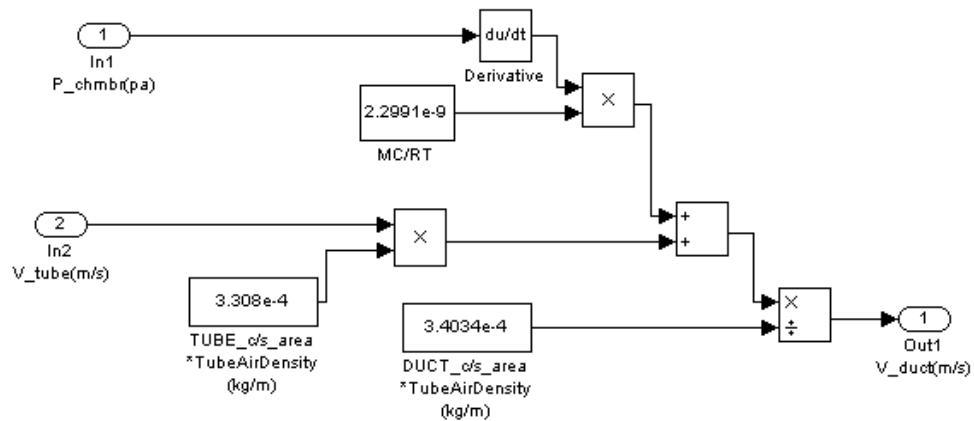 1
In1
P_chmbr(pa)
du/dt
Derivative
2.2991e-9
MC/RT
×
2
In2
V_tube(m/s)
×
3.308e-4
TUBE_c/s_area
*TubeAirDensity
(kg/m)
+
+
3.4034e-4
DUCT_c/s_area
*TubeAirDensity
(kg/m)
×
÷
1
Out1
V_duct(m/s)